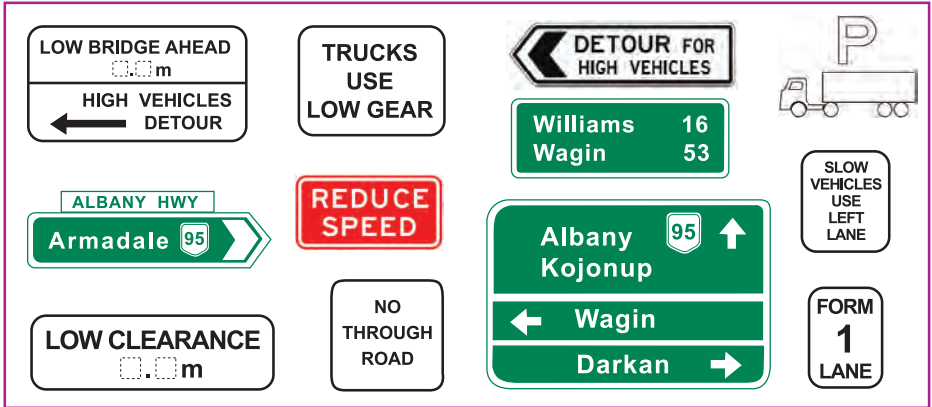 LOW BRIDGE AHEAD
.m
HIGH VEHICLES
DETOUR
TRUCKS
USE
LOW GEAR
DETOUR FOR
HIGH VEHICLES
P
Williams 16
Wagin 53
SLOW
VEHICLES
USE
LEFT
LANE
ALBANY HWY
Armadale 95
REDUCE
SPEED
Albany 95
Kojonup
Wagin
Darkan
LOW CLEARANCE
.m
NO
THROUGH
ROAD
FORM
1
LANE